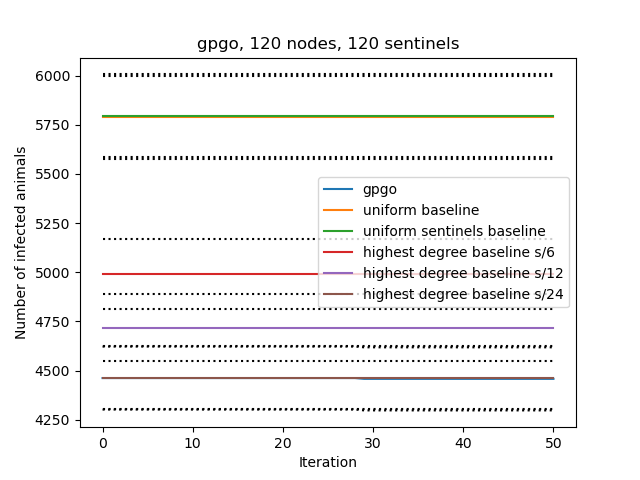 gpgo, 120 nodes, 120 sentinels
6000
5750
5500
5250
5000
4750
4500
4250
Number of infected animals
gpgo
uniform baseline
uniform sentinels baseline
highest degree baseline s/6
highest degree baseline s/12
highest degree baseline s/24
0 10 20 30 40 50
Iteration